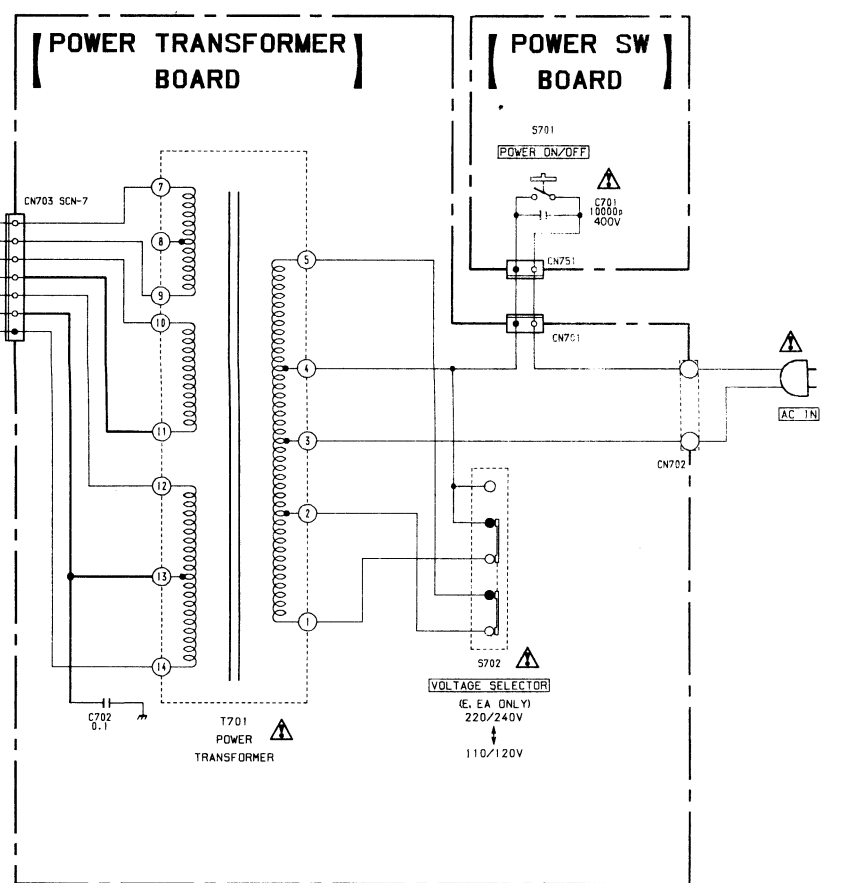 POWER TRANSFORMER
BOARD
POWER SW
BOARD
S701
POWER ON/OFF
C701
10000p
400V
CN703 SCN-7
CN751
CN701
7
8
9
10
11
12
13
14
5
4
3
2
1
AC IN
CN702
S702
VOLTAGE SELECTOR
(E, EA ONLY)
220/240V
110/120V
C702
0.1
T701
POWER
TRANSFORMER